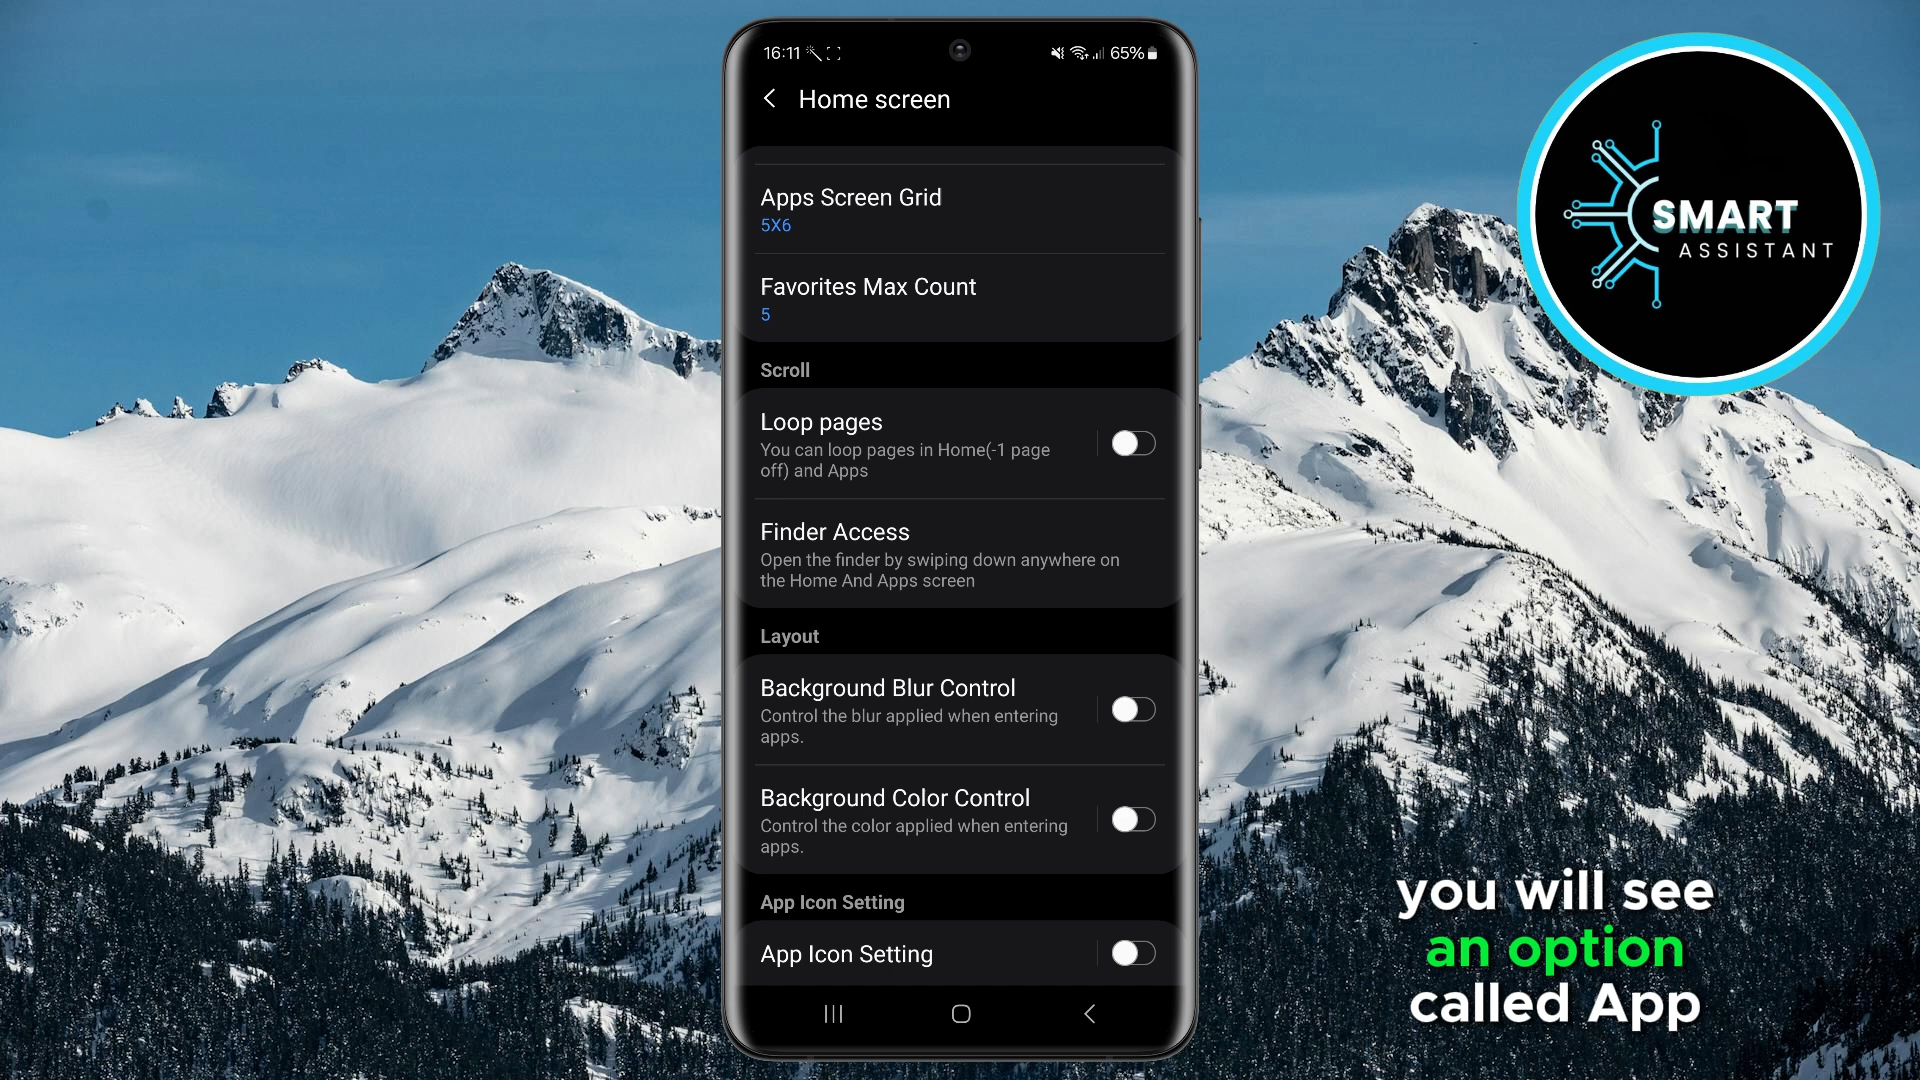 16:11
65%
Home screen
Apps Screen Grid
5X6
Favorites Max Count
5
Scroll
Loop pages
You can loop pages in Home(-1 page
off) and Apps
Finder Access
Open the finder by swiping down anywhere on
the Home And Apps screen
Layout
Background Blur Control
Control the blur applied when entering
apps.
Background Color Control
Control the color applied when entering
apps.
App Icon Setting
App Icon Setting
SMART
ASSISTANT
you will see
an option
called App